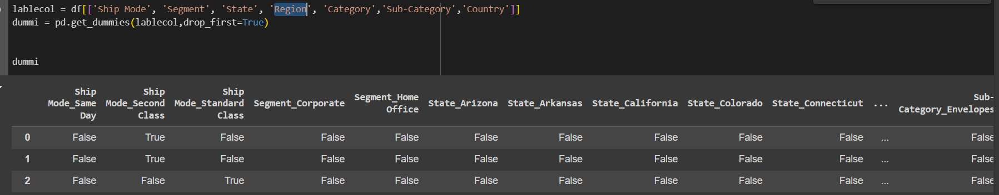 lablecol = df[['Ship Mode', 'Segment', 'State', 'Region', 'Category','Sub-Category','Country']]
dummi = pd.get_dummies(lablecol,drop_first=True)
dummi
Ship Mode_Same Day Ship Mode_Second Class Ship Mode_Standard Class Segment_Corporate Segment_Home Office State_Arizona State_Arkansas State_California State_Colorado State_Connecticut ... Sub-Category_Envelopes
0 False True False False False False False False False False ... False
1 False True False False False False False False False False ... False
2 False False True False False False False False False False ... False